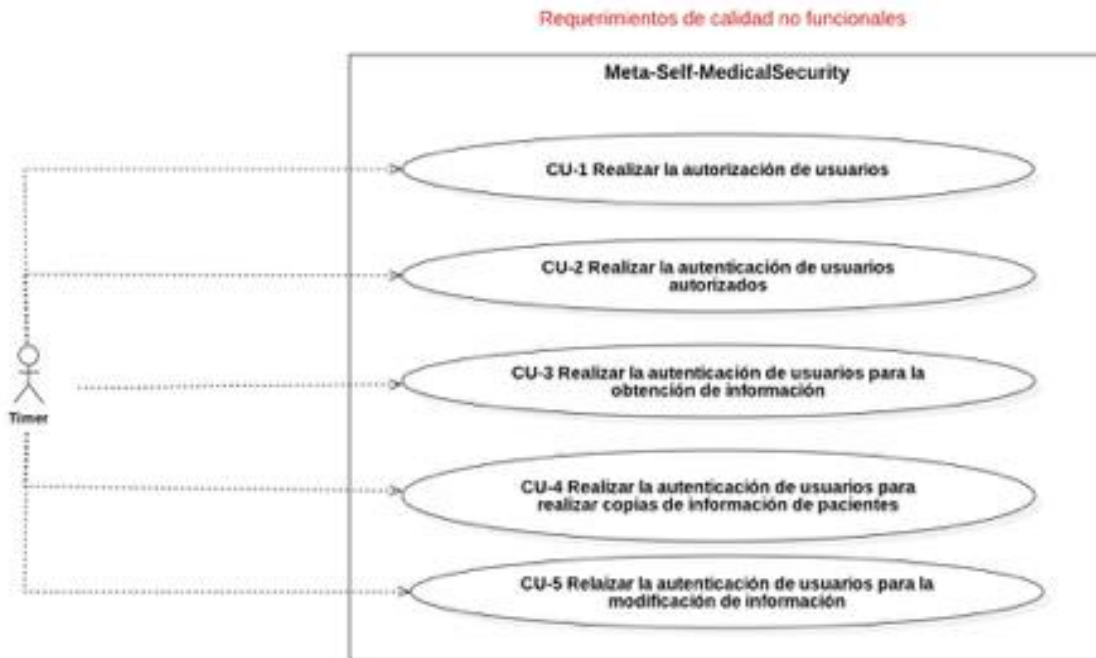 Requerimientos de calidad no funcionales
Meta-Self-MedicalSecurity
CU-1 Realizar la autorización de usuarios
CU-2 Realizar la autenticación de usuarios
autorizados
CU-3 Realizar la autenticación de usuarios para la
obtención de información
Timer
CU-4 Realizar la autenticación de usuarios para
realizar copias de información de pacientes
CU-5 Relaizar la autenticación de usuarios para la
modificación de información